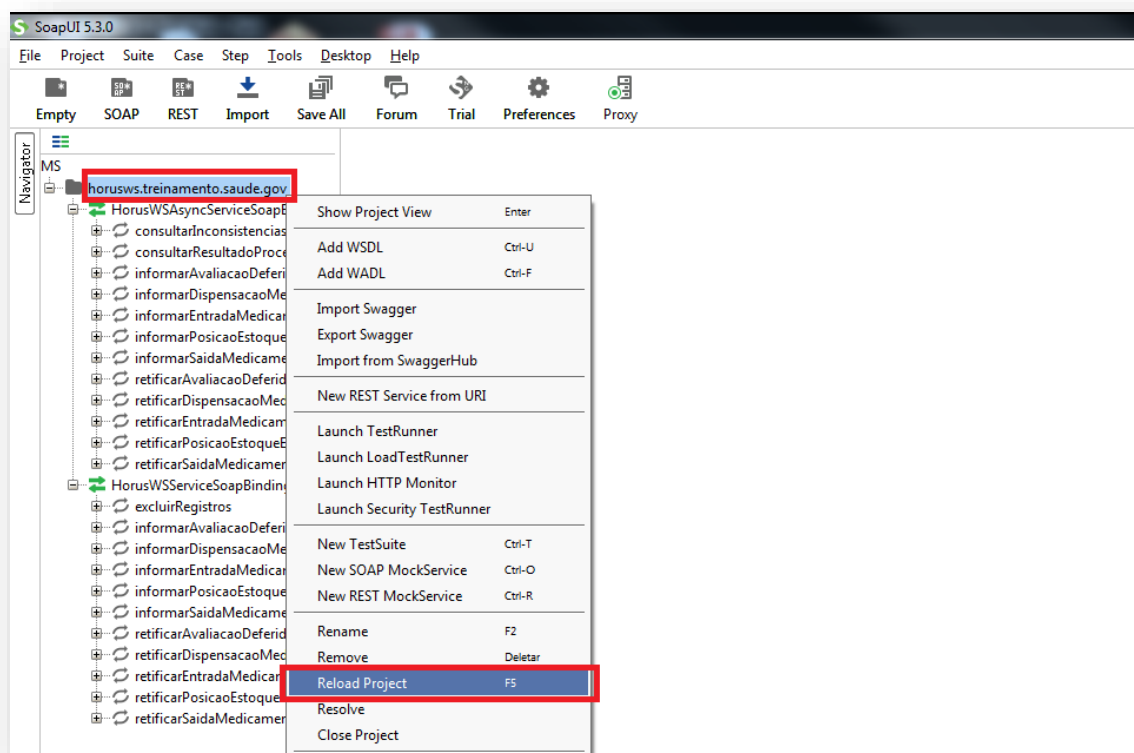 SoapUI 5.3.0
File Project Suite Case Step Tools Desktop Help
Empty SOAP REST Import Save All Forum Trial Preferences Proxy
Navigator
MS
horusws.treinamento.saude.gov
HorusWSAsyncServiceSoapB
consultarInconsistencias
consultarResultadoProce
informarAvaliacaoDeferi
informarDispensacaoMe
informarEntradaMedicar
informarPosicaoEstoque
informarSaidaMedicame
retificarAvaliacaoDeferid
retificarDispensacaoMed
retificarEntradaMedicam
retificarPosicaoEstoqueE
retificarSaidaMedicamer
HorusWSServiceSoapBinding
excluirRegistros
informarAvaliacaoDeferi
informarDispensacaoMe
informarEntradaMedicar
informarPosicaoEstoque
informarSaidaMedicame
retificarAvaliacaoDeferid
retificarDispensacaoMed
retificarEntradaMedicar
retificarPosicaoEstoque
retificarSaidaMedicamer
Show Project View Enter
Add WSDL Ctrl-U
Add WADL Ctrl-F
Import Swagger
Export Swagger
Import from SwaggerHub
New REST Service from URI
Launch TestRunner
Launch LoadTestRunner
Launch HTTP Monitor
Launch Security TestRunner
New TestSuite Ctrl-T
New SOAP MockService Ctrl-O
New REST MockService Ctrl-R
Rename F2
Remove Deletar
Reload Project F5
Resolve
Close Project